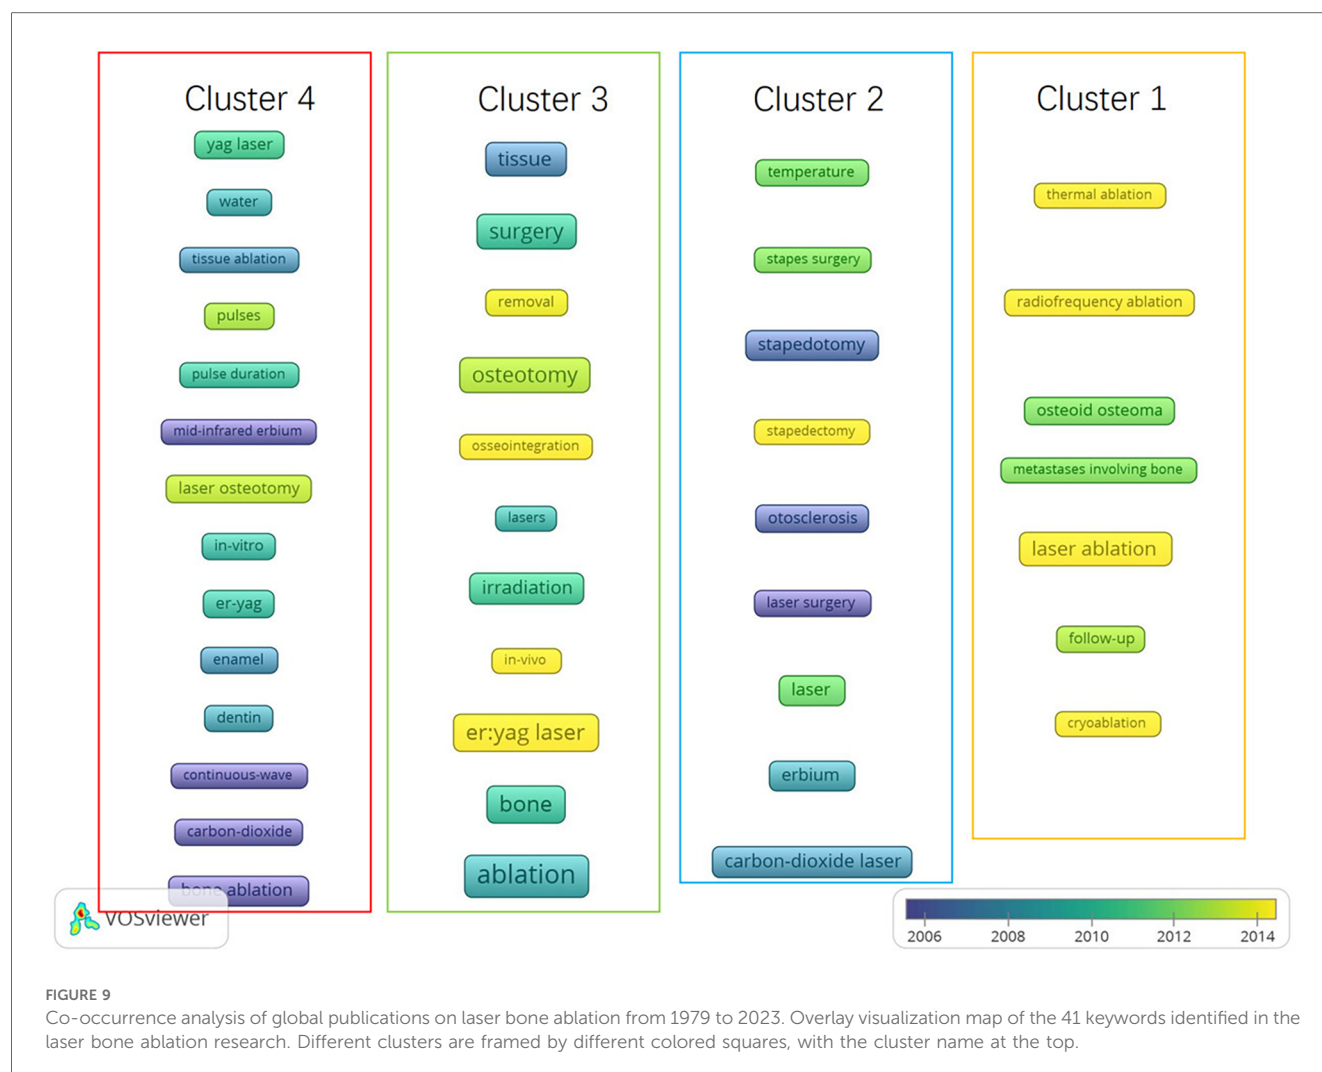 Cluster 4
yag laser
water
tissue ablation
pulses
pulse duration
mid-infrared erbium
laser osteotomy
in-vitro
er-yag
enamel
dentin
continuous-wave
carbon-dioxide
bone ablation
Cluster 3
tissue
surgery
removal
osteotomy
osseointegration
lasers
irradiation
in-vivo
er:yag laser
bone
ablation
Cluster 2
temperature
stapes surgery
stapedotomy
stapedectomy
otosclerosis
laser surgery
laser
erbium
carbon-dioxide laser
Cluster 1
thermal ablation
radiofrequency ablation
osteoid osteoma
metastases involving bone
laser ablation
follow-up
cryoablation
VOSviewer
2006 2008 2010 2012 2014
FIGURE 9
Co-occurrence analysis of global publications on laser bone ablation from 1979 to 2023. Overlay visualization map of the 41 keywords identified in the
laser bone ablation research. Different clusters are framed by different colored squares, with the cluster name at the top.